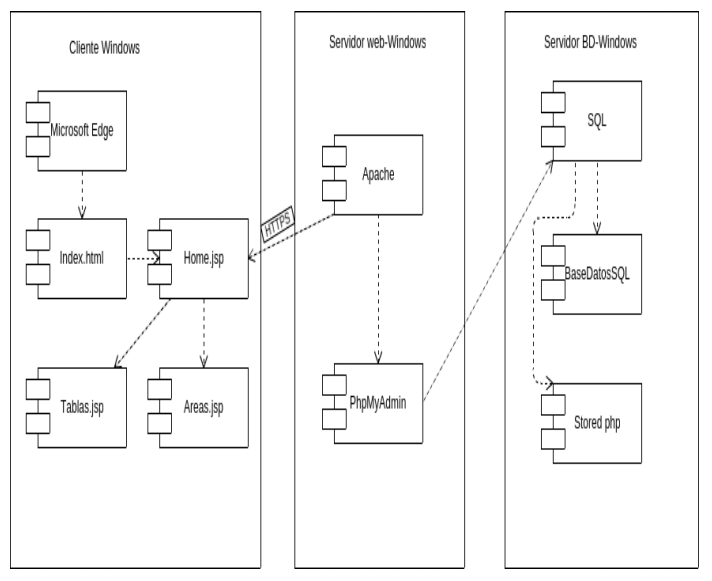 Cliente Windows
Microsoft Edge
Index.html
Home.jsp
Tablas.jsp
Areas.jsp
HTTPS
Servidor web-Windows
Apache
PhpMyAdmin
Servidor BD-Windows
SQL
BaseDatosSQL
Stored php